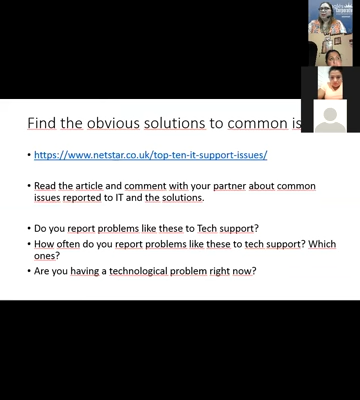 Find the obvious solutions to common is
https://www.netstar.co.uk/top-ten-it-support-issues/
Read the article and comment with your partner about common
issues reported to IT and the solutions.
Do you report problems like these to Tech support?
How often do you report problems like these to tech support? Which
ones?
Are you having a technological problem right now?